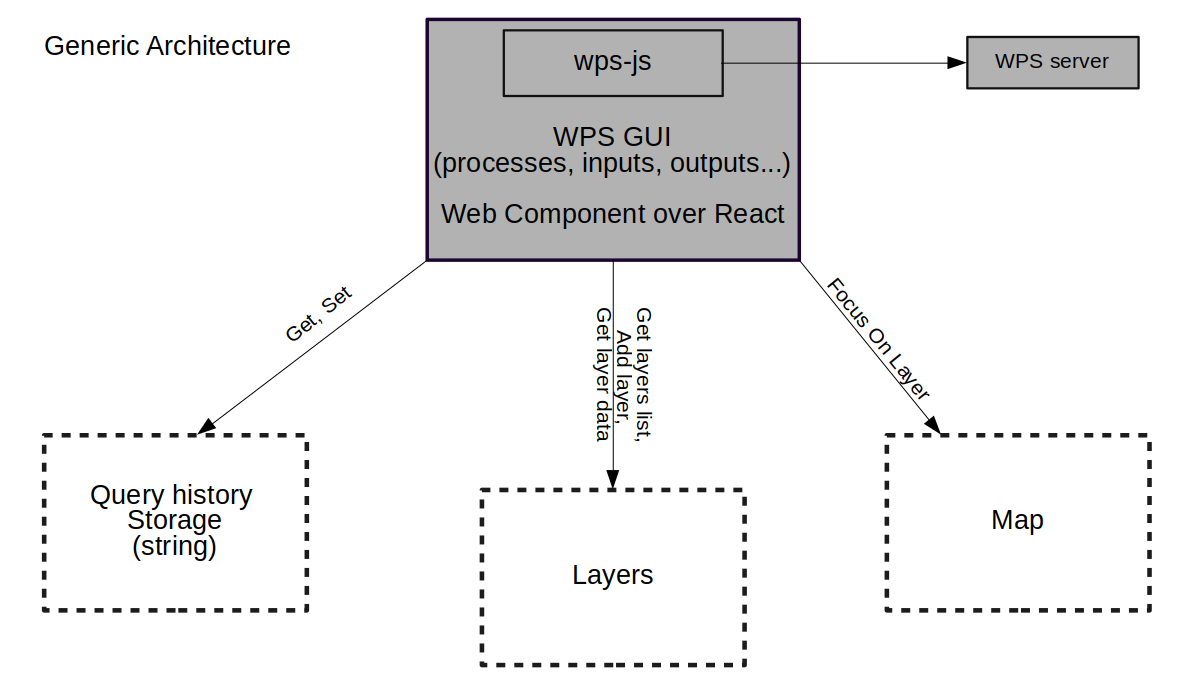 Generic Architecture
wps-js
WPS server
WPS GUI
(processes, inputs, outputs...)
Web Component over React
Get, Set
Get layers list,
Add layer,
Get layer data
Focus On Layer
Query history
Storage
(string)
Layers
Map